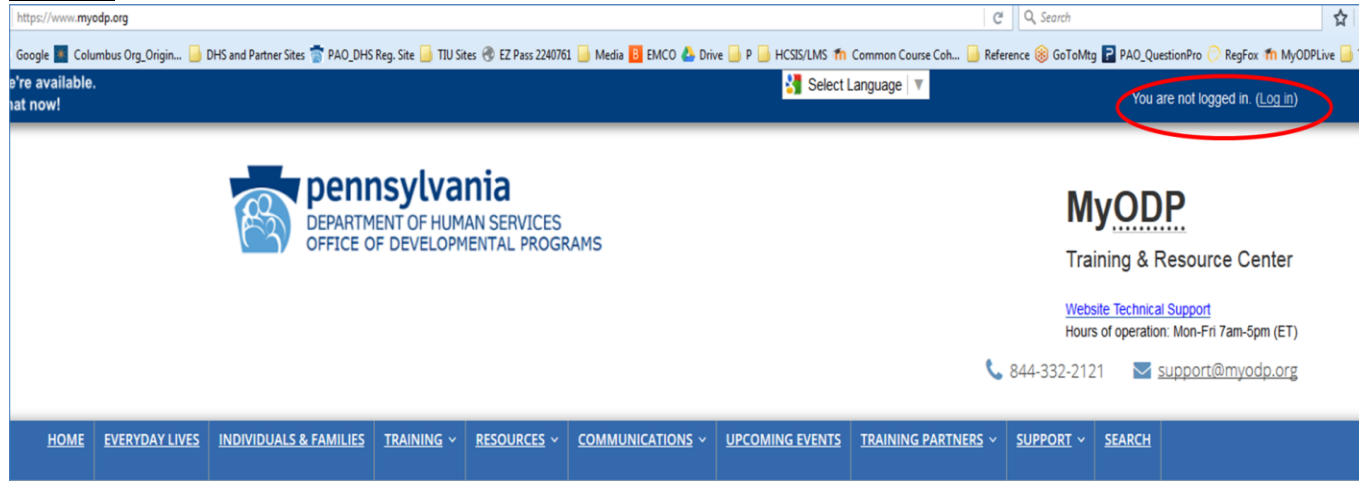 https://www.myodp.org
Search
Google Columbus Org_Origin... DHS and Partner Sites PAO_DHS Reg. Site TIU Sites EZ Pass 2240761 Media EMCO Drive P HCSIS/LMS Common Course Coh... Reference GoToMtg PAO_QuestionPro RegFox MyODPLive
e're available.
nat now!
Select Language ▼
You are not logged in. (Log in)
pennsylvania
DEPARTMENT OF HUMAN SERVICES
OFFICE OF DEVELOPMENTAL PROGRAMS
MyODP
Training & Resource Center
Website Technical Support
Hours of operation: Mon-Fri 7am-5pm (ET)
844-332-2121 support@myodp.org
HOME EVERYDAY LIVES INDIVIDUALS & FAMILIES TRAINING RESOURCES COMMUNICATIONS UPCOMING EVENTS TRAINING PARTNERS SUPPORT SEARCH